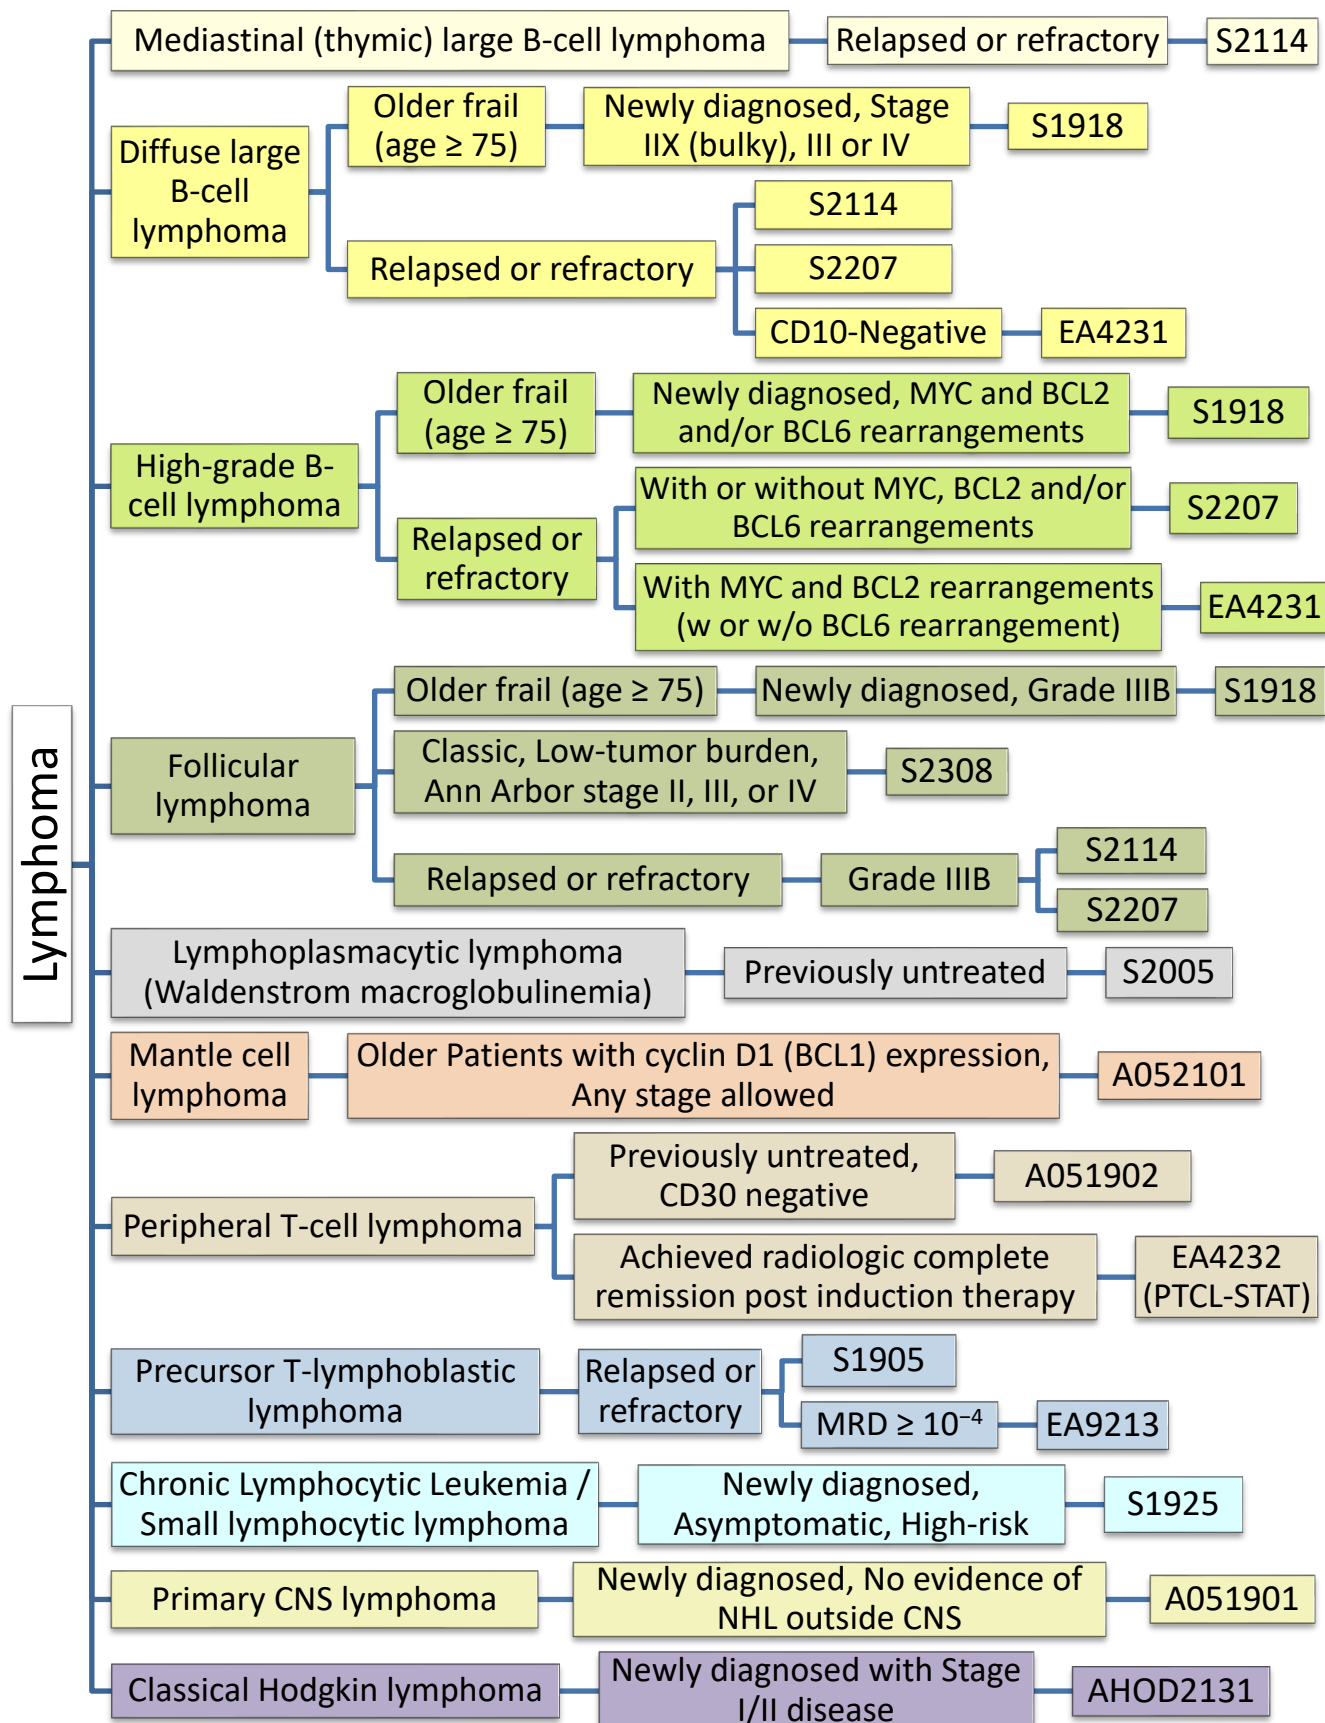 Lymphoma
Mediastinal (thymic) large B-cell lymphoma
Relapsed or refractory
S2114
Diffuse large
B-cell
lymphoma
Older frail
(age ≥ 75)
Newly diagnosed, Stage
IIX (bulky), III or IV
S1918
Relapsed or refractory
S2114
S2207
CD10-Negative
EA4231
High-grade B-
cell lymphoma
Older frail
(age ≥ 75)
Newly diagnosed, MYC and BCL2
and/or BCL6 rearrangements
S1918
Relapsed or
refractory
With or without MYC, BCL2 and/or
BCL6 rearrangements
S2207
With MYC and BCL2 rearrangements
(w or w/o BCL6 rearrangement)
EA4231
Follicular
lymphoma
Older frail (age ≥ 75)
Newly diagnosed, Grade IIIB
S1918
Classic, Low-tumor burden,
Ann Arbor stage II, III, or IV
S2308
Relapsed or refractory
Grade IIIB
S2114
S2207
Lymphoplasmacytic lymphoma
(Waldenstrom macroglobulinemia)
Previously untreated
S2005
Mantle cell
lymphoma
Older Patients with cyclin D1 (BCL1) expression,
Any stage allowed
A052101
Peripheral T-cell lymphoma
Previously untreated,
CD30 negative
A051902
Achieved radiologic complete
remission post induction therapy
EA4232
(PTCL-STAT)
Precursor T-lymphoblastic
lymphoma
Relapsed or
refractory
S1905
MRD ≥ 10⁻⁴
EA9213
Chronic Lymphocytic Leukemia /
Small lymphocytic lymphoma
Newly diagnosed,
Asymptomatic, High-risk
S1925
Primary CNS lymphoma
Newly diagnosed, No evidence of
NHL outside CNS
A051901
Classical Hodgkin lymphoma
Newly diagnosed with Stage
I/II disease
AHOD2131